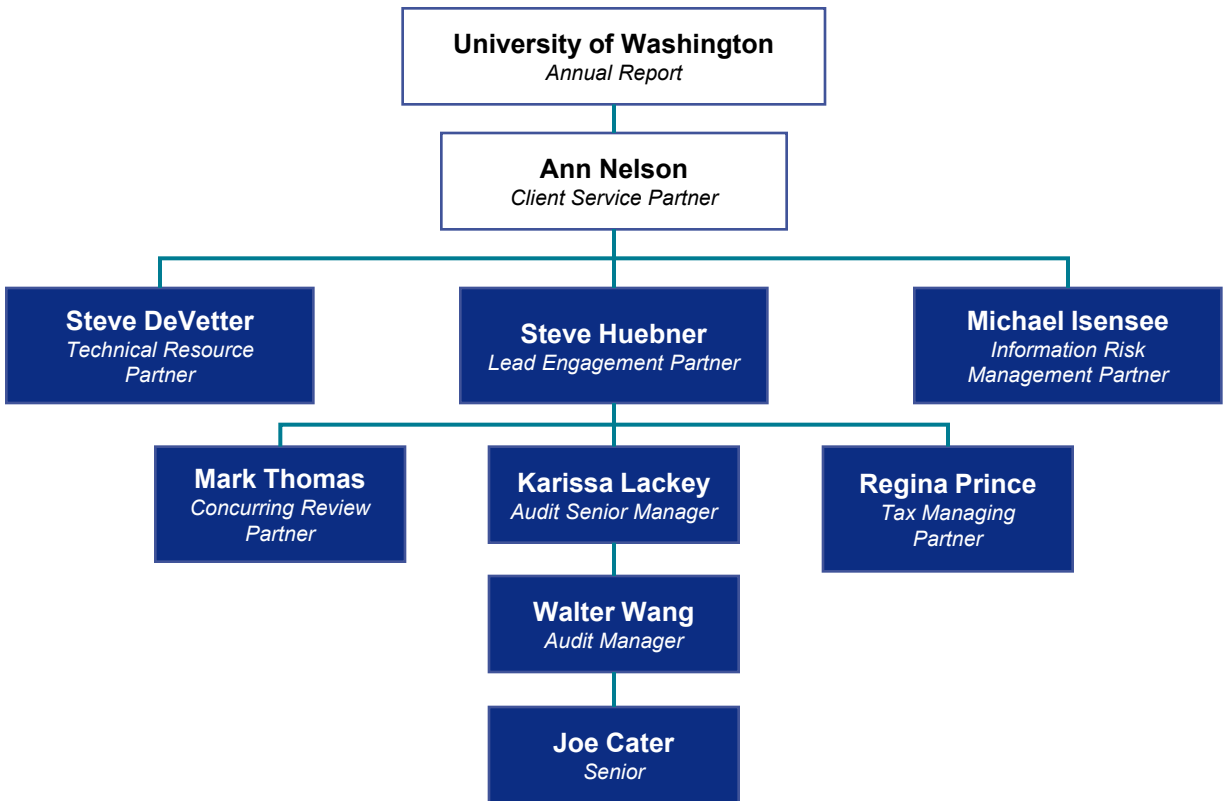 University of Washington
Annual Report
Ann Nelson
Client Service Partner
Steve DeVetter
Technical Resource
Partner
Steve Huebner
Lead Engagement Partner
Michael Isensee
Information Risk
Management Partner
Mark Thomas
Concurring Review
Partner
Karissa Lackey
Audit Senior Manager
Regina Prince
Tax Managing
Partner
Walter Wang
Audit Manager
Joe Cater
Senior